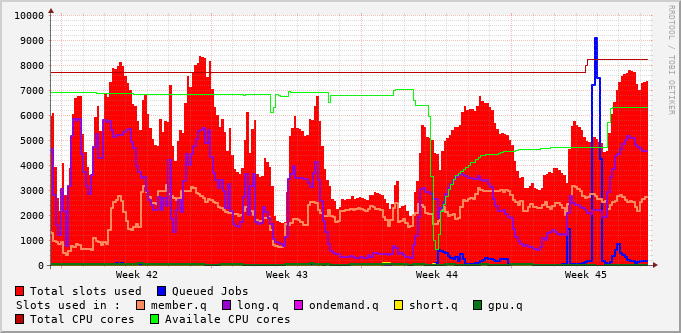 10000
9000
8000
7000
6000
5000
4000
3000
2000
1000
0
Week 42 Week 43 Week 44 Week 45
RRDTOOL / TOBI OETIKER
Total slots used Queued Jobs
Slots used in : member.q long.q ondemand.q short.q gpu.q
Total CPU cores Availale CPU cores